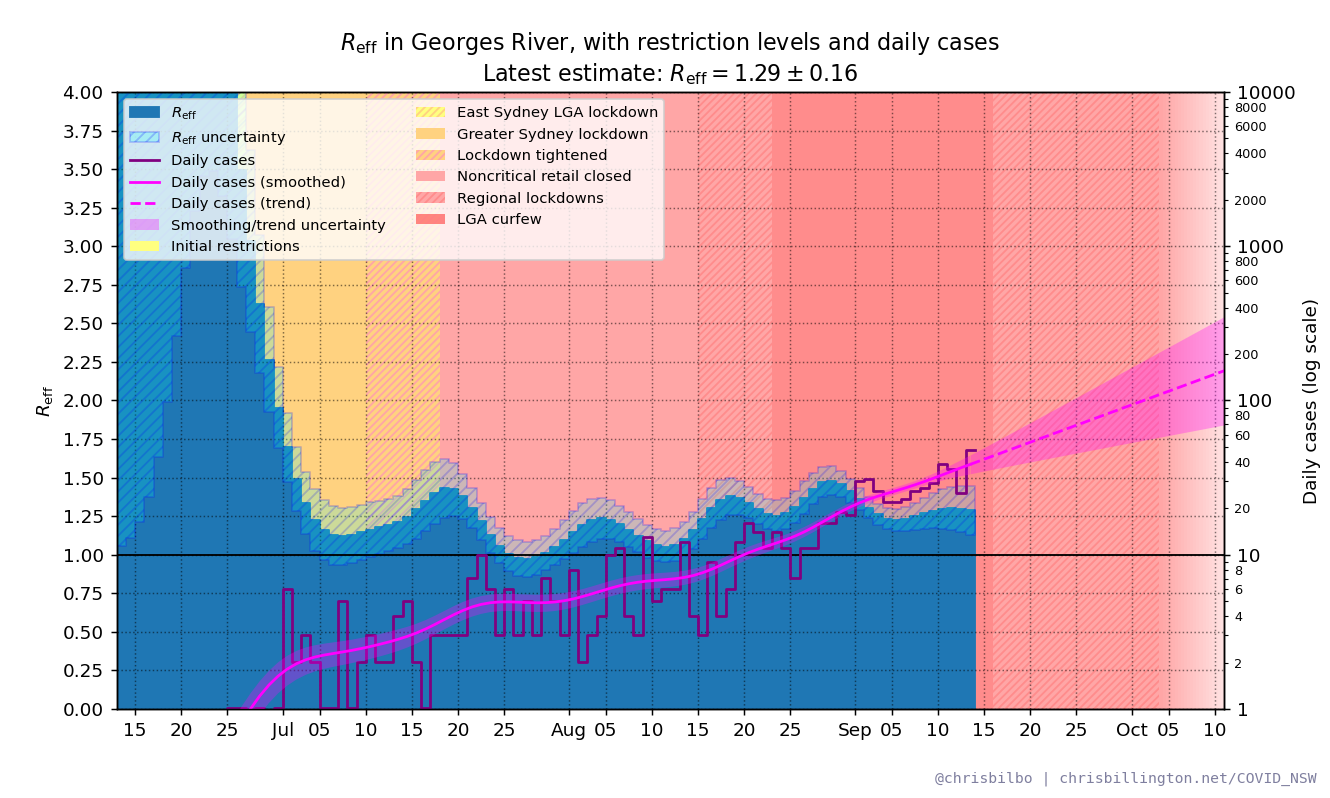 R_eff in Georges River, with restriction levels and daily cases
Latest estimate: R_eff = 1.29 ± 0.16
R_eff
R_eff uncertainty
Daily cases
Daily cases (smoothed)
Daily cases (trend)
Smoothing/trend uncertainty
Initial restrictions
East Sydney LGA lockdown
Greater Sydney lockdown
Lockdown tightened
Noncritical retail closed
Regional lockdowns
LGA curfew
R_eff
4.00
3.75
3.50
3.25
3.00
2.75
2.50
2.25
2.00
1.75
1.50
1.25
1.00
0.75
0.50
0.25
0.00
15 20 25 Jul 05 10 15 20 25 Aug 05 10 15 20 25 Sep 05 10 15 20 25 Oct 05 10
10000
8000
6000
4000
2000
1000
800
600
400
200
100
80
60
40
20
10
8
6
4
2
1
Daily cases (log scale)
@chrisbilbo | chrisbillington.net/COVID_NSW